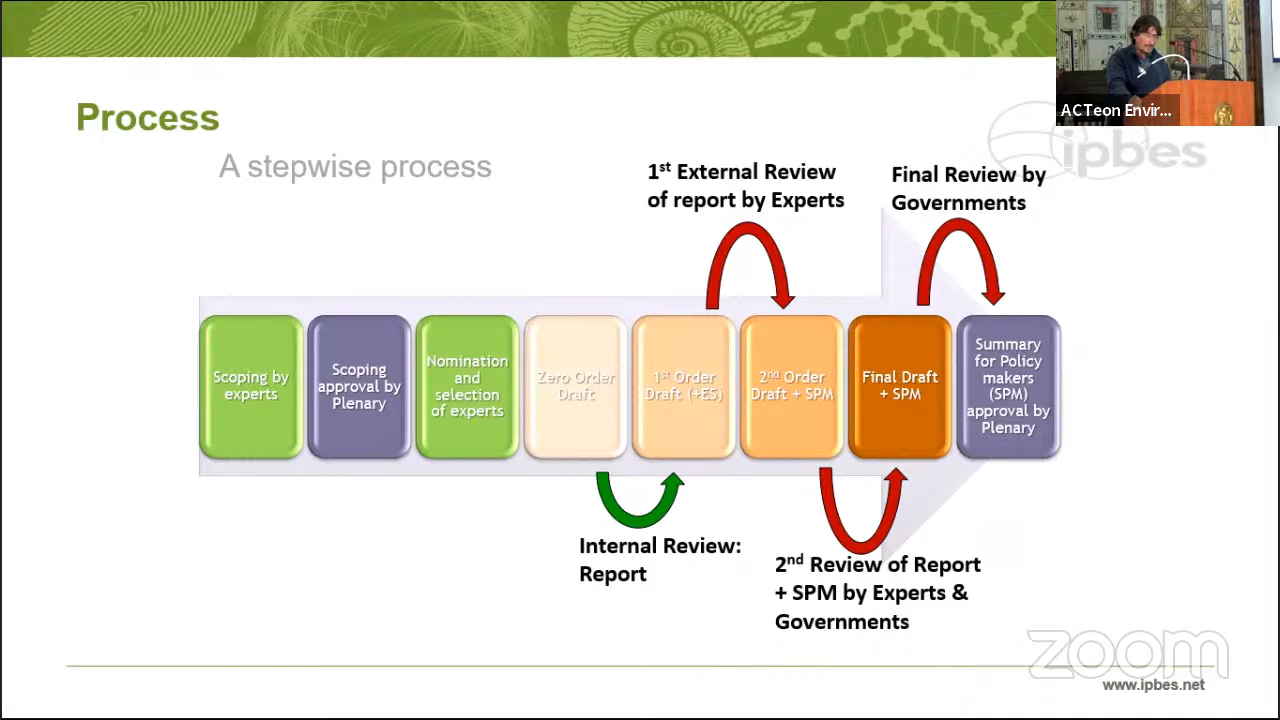 ACTeon Envir...
ipbes
Process
A stepwise process
1st External Review
of report by Experts
Final Review by
Governments
Scoping by
experts
Scoping
approval by
Plenary
Nomination
and
selection
of experts
Zero Order
Draft
1st Order
Draft (+ES)
2nd Order
Draft + SPM
Final Draft
+ SPM
Summary
for Policy
makers
(SPM)
approval by
Plenary
Internal Review:
Report
2nd Review of Report
+ SPM by Experts &
Governments
zoom
www.ipbes.net